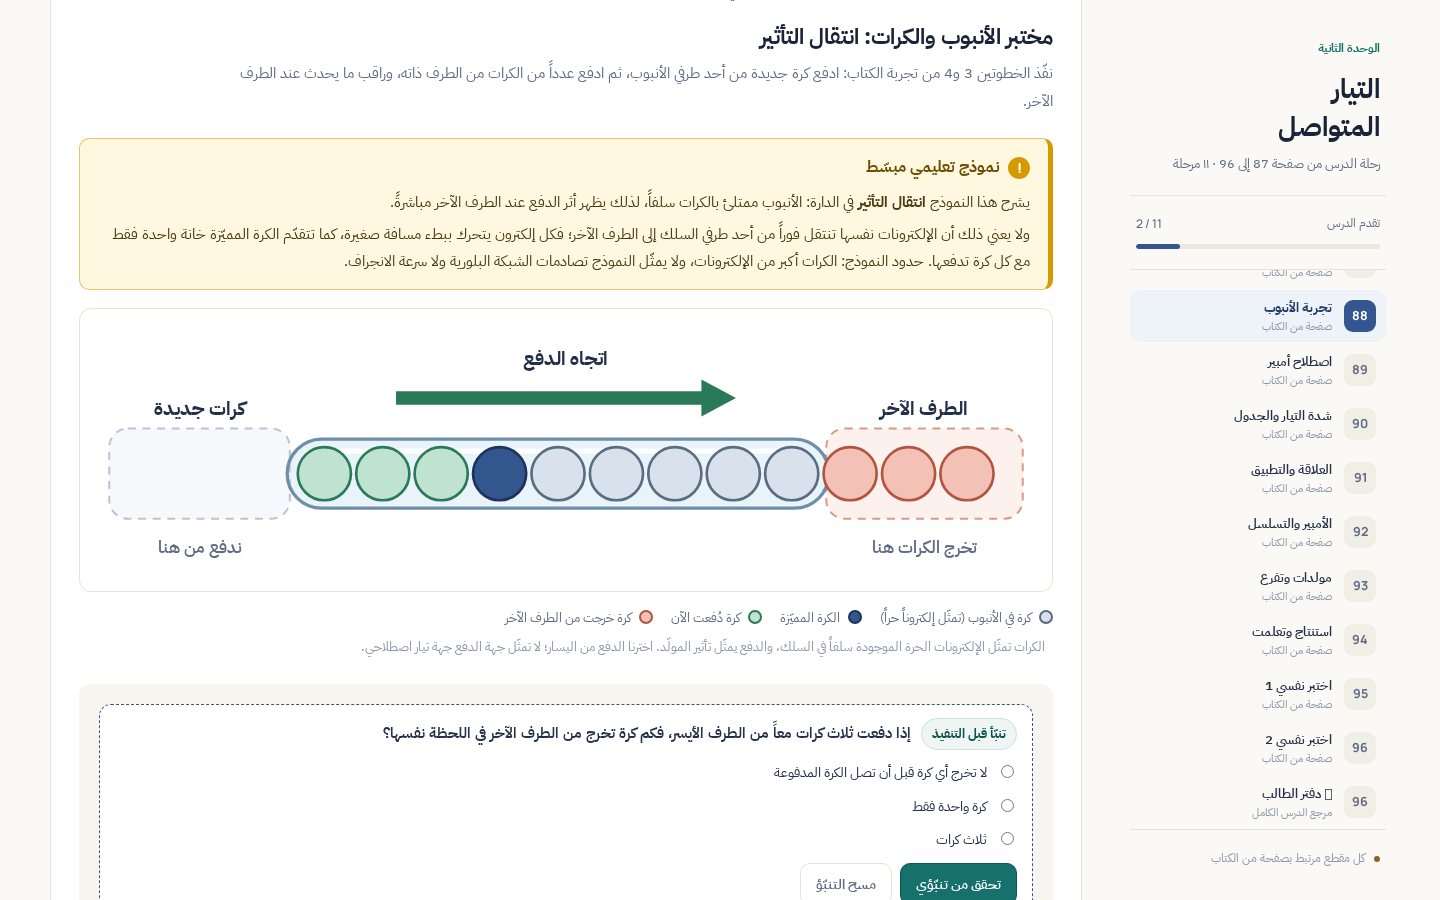 الوحدة الثانية
التيار
المتواصل
رحلة الدرس من صفحة 87 إلى 96 · ١١ مرحلة
تقدم الدرس
2 / 11
صفحة من الكتاب
88
تجربة الأنبوب
صفحة من الكتاب
89
اصطلاح أمبير
صفحة من الكتاب
90
شدة التيار والجدول
صفحة من الكتاب
91
العلاقة والتطبيق
صفحة من الكتاب
92
الأمبير والتسلسل
صفحة من الكتاب
93
مولدات وتفرع
صفحة من الكتاب
94
استنتاج وتعلمت
صفحة من الكتاب
95
اختبر نفسي 1
صفحة من الكتاب
96
اختبر نفسي 2
صفحة من الكتاب
96
دفتر الطالب
مرجع الدرس الكامل
كل مقطع مرتبط بصفحة من الكتاب
مختبر الأنبوب والكرات: انتقال التأثير
نفّذ الخطوتين 3 و4 من تجربة الكتاب: ادفع كرة جديدة من أحد طرفي الأنبوب، ثم ادفع عدداً من الكرات من الطرف ذاته، وراقب ما يحدث عند الطرف
الآخر.
! نموذج تعليمي مبسّط
يشرح هذا النموذج انتقال التأثير في الدارة: الأنبوب ممتلئ بالكرات سلفاً، لذلك يظهر أثر الدفع عند الطرف الآخر مباشرةً.
ولا يعني ذلك أن الإلكترونات نفسها تنتقل فوراً من أحد طرفي السلك إلى الطرف الآخر؛ فكل إلكترون يتحرك ببطء مسافة صغيرة، كما تتقدّم الكرة المميّزة خانة واحدة فقط
مع كل كرة تدفعها. حدود النموذج: الكرات أكبر من الإلكترونات، ولا يمثّل النموذج تصادمات الشبكة البلورية ولا سرعة الانجراف.
اتجاه الدفع
الطرف الآخر
كرات جديدة
تخرج الكرات هنا
ندفع من هنا
كرة في الأنبوب (تمثّل إلكتروناً حراً)
الكرة المميّزة
كرة دُفعت الآن
كرة خرجت من الطرف الآخر
الكرات تمثّل الإلكترونات الحرة الموجودة سلفاً في السلك، والدفع يمثّل تأثير المولّد. اخترنا الدفع من اليسار؛ لا تمثّل جهة الدفع جهة تيار اصطلاحي.
تنبّأ قبل التنفيذ
إذا دفعت ثلاث كرات معاً من الطرف الأيسر، فكم كرة تخرج من الطرف الآخر في اللحظة نفسها؟
لا تخرج أي كرة قبل أن تصل الكرة المدفوعة
كرة واحدة فقط
ثلاث كرات
تحقق من تنبّؤي
مسح التنبّؤ